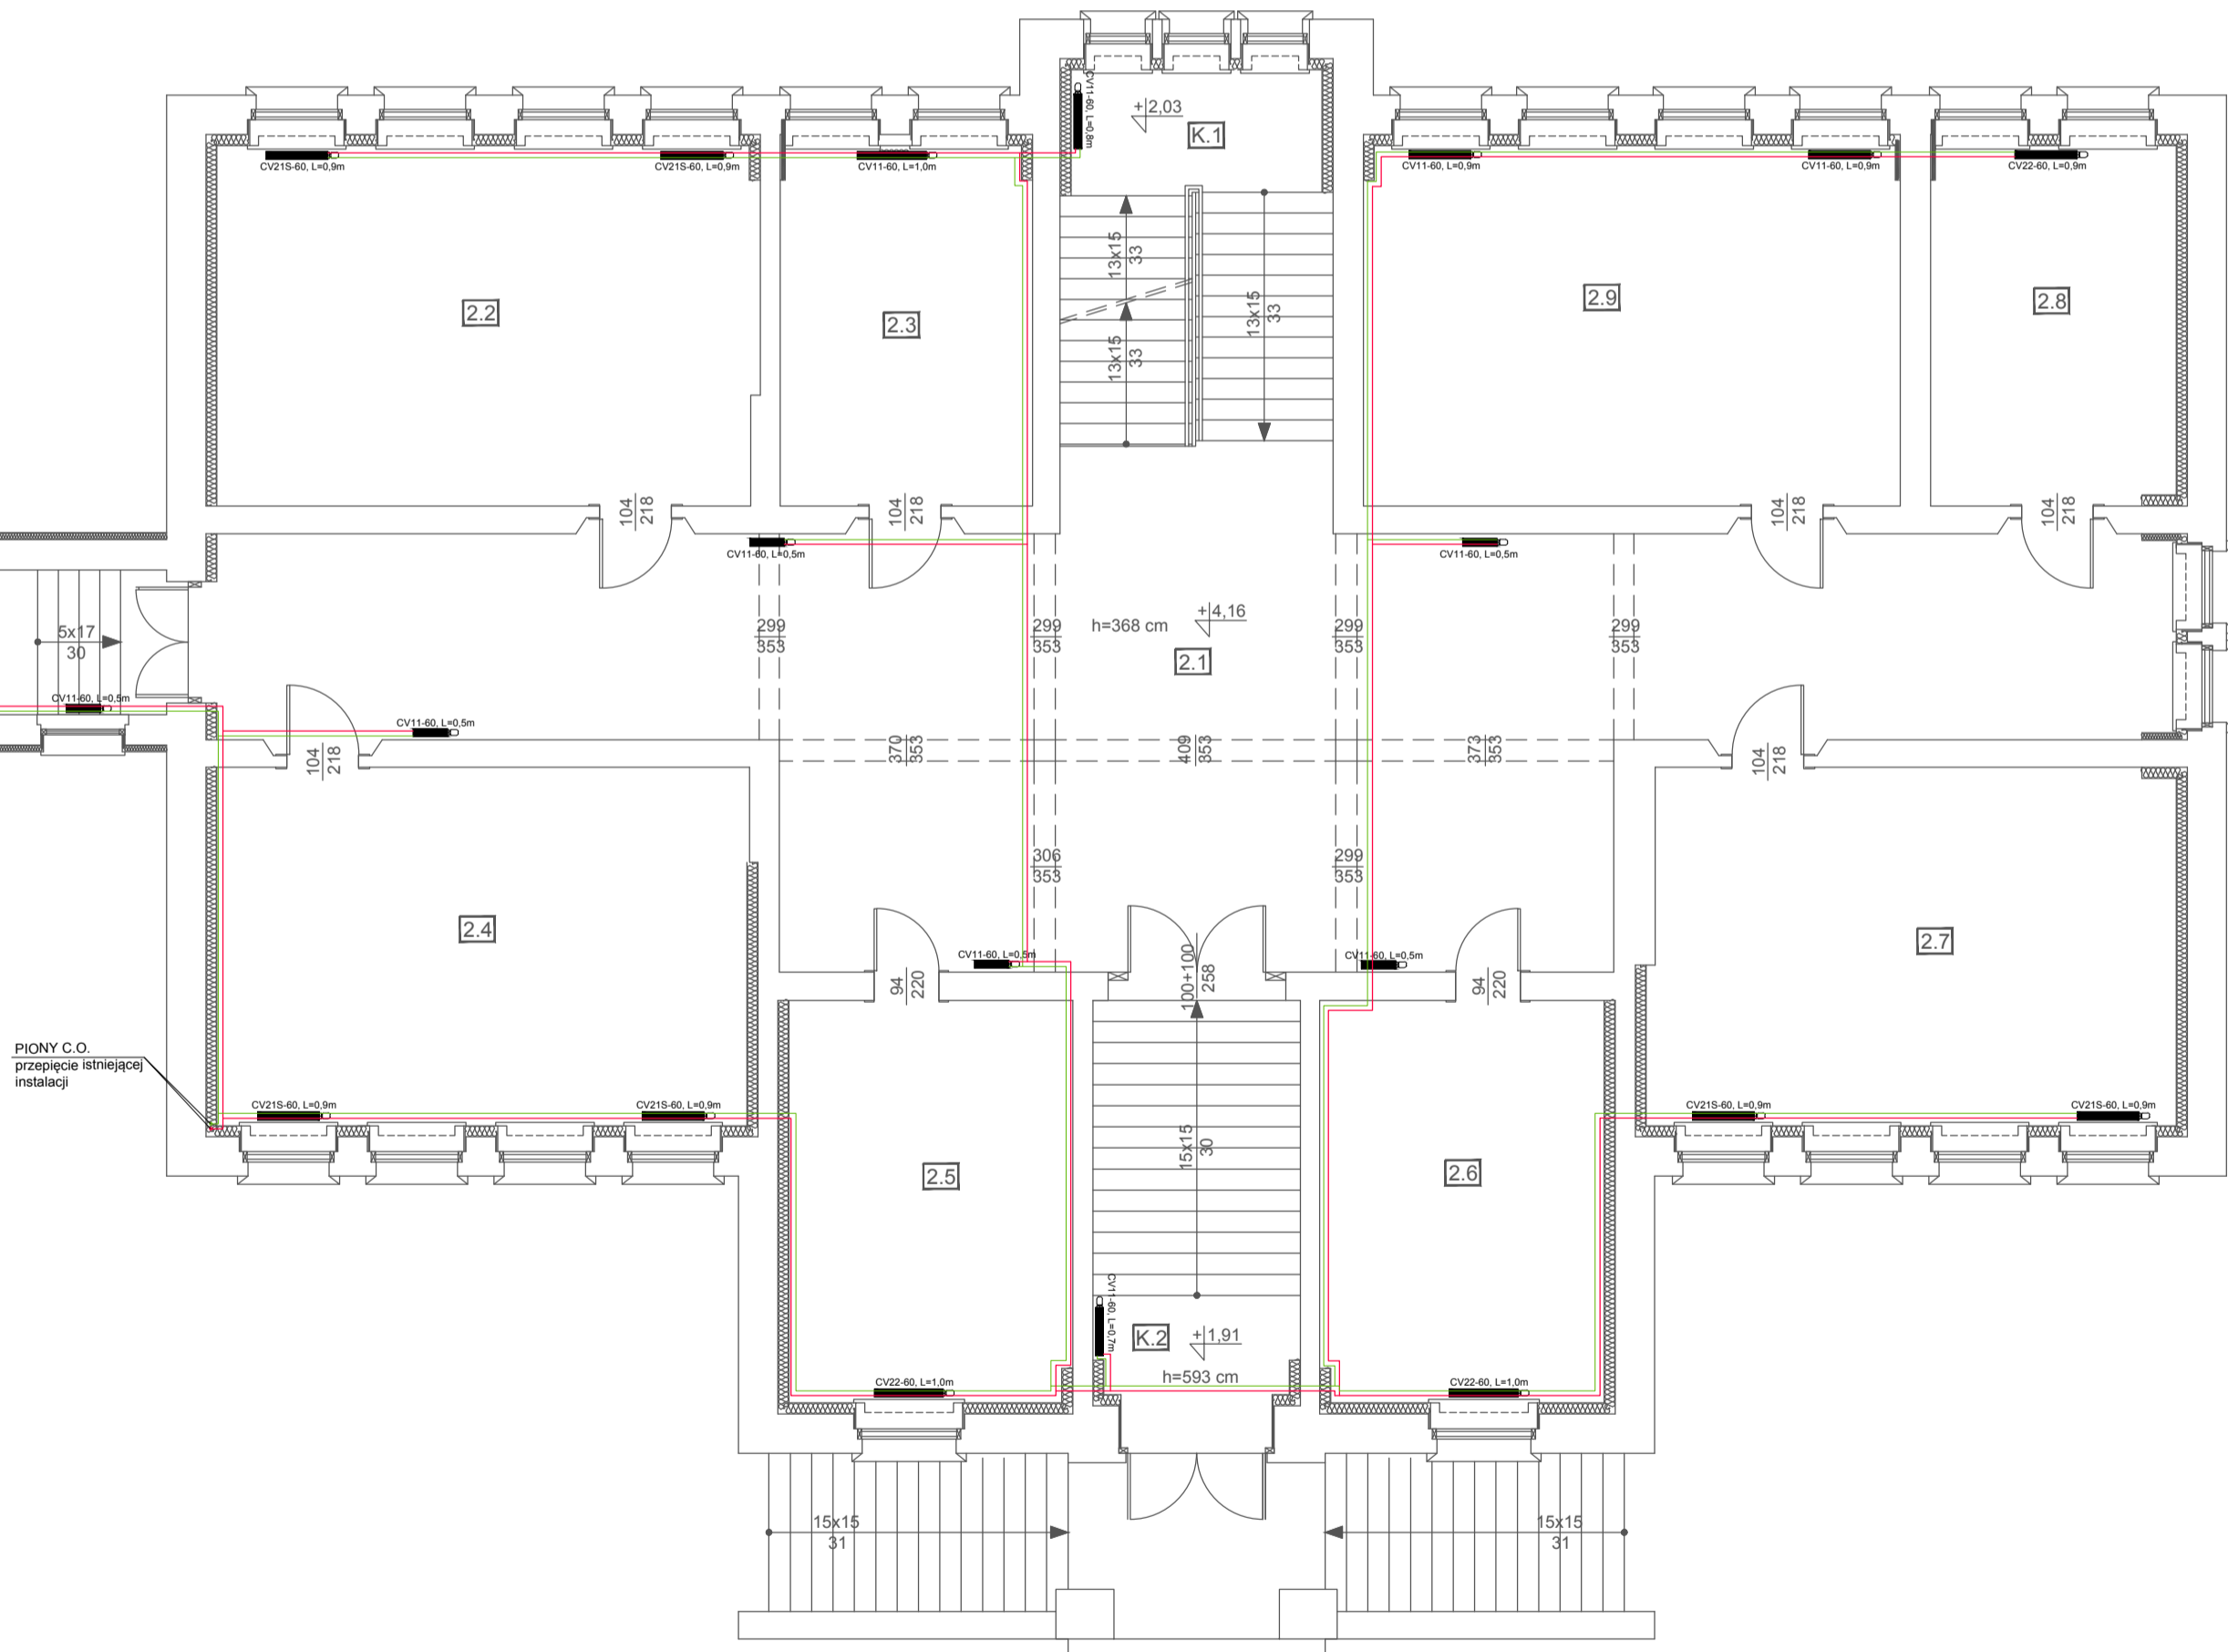 CV11-60, L=0,8m
+2,03
K.1
CV21S-60, L=0,9m
CV21S-60, L=0,9m
CV11-60, L=1,0m
CV11-60, L=0,9m
CV11-60, L=0,9m
CV22-60, L=0,9m
13x15
33
13x15
33
13x15
33
2.2
2.3
2.9
2.8
104
218
104
218
104
218
104
218
CV11-60, L=0,5m
CV11-60, L=0,5m
5x17
30
299
353
299
353
h=368 cm
+4,16
2.1
299
353
299
353
CV11-60, L=0,5m
CV11-60, L=0,5m
104
218
370
353
409
353
373
353
104
218
306
353
299
353
2.4
2.7
CV11-60, L=0,5m
CV11-60, L=0,5m
94
220
100+100
258
94
220
PIONY C.O.
przepięcie istniejącej
instalacji
CV21S-60, L=0,9m
CV21S-60, L=0,9m
CV21S-60, L=0,9m
CV21S-60, L=0,9m
15x15
30
2.5
2.6
CV11-60, L=0,7m
K.2
+1,91
h=593 cm
CV22-60, L=1,0m
CV22-60, L=1,0m
15x15
31
15x15
31